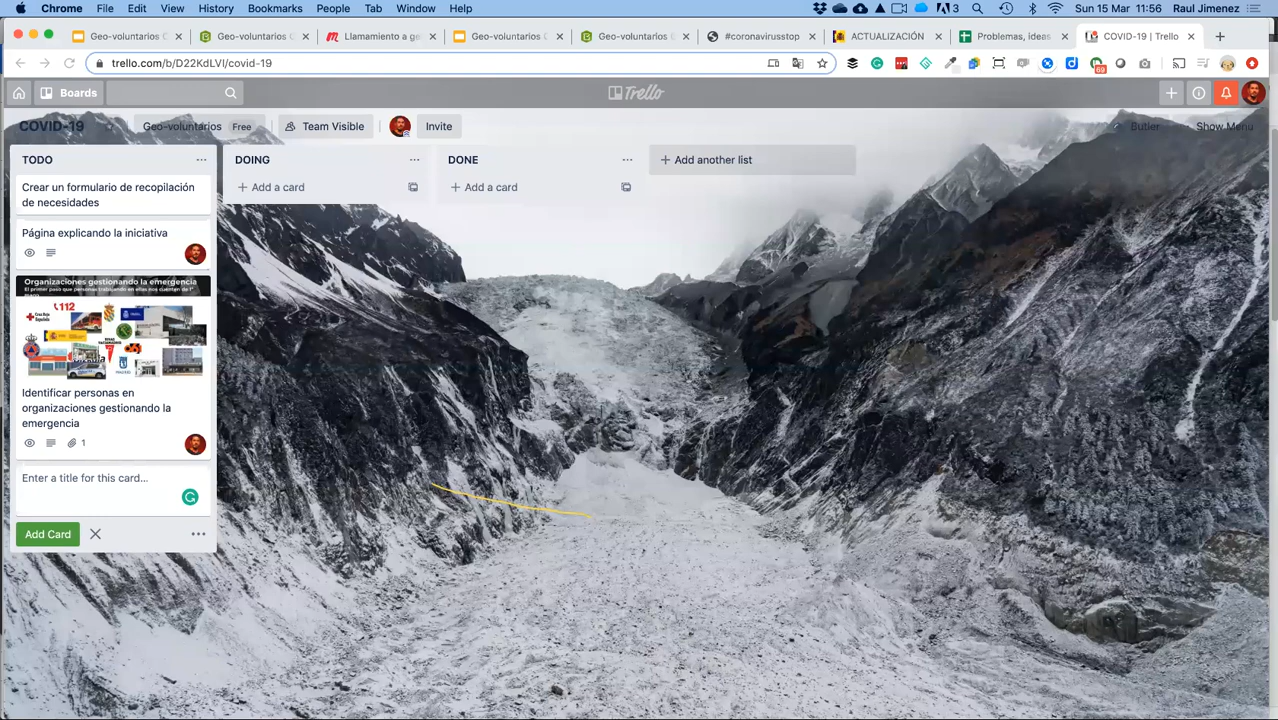 Chrome File Edit View History Bookmarks People Tab Window Help 3 Sun 15 Mar 11:56 Raul Jimenez
Geo-voluntarios C
Geo-voluntarios C
Llamamiento a ge
Geo-voluntarios C
Geo-voluntarios
#coronavirusstop
ACTUALIZACIÓN
Problemas, ideas
COVID-19 | Trello
trello.com/b/D22KdLVl/covid-19
69
Boards
Trello
COVID-19
Geo-voluntarios Free
Team Visible
Invite
Butler
Show Menu
TODO
Crear un formulario de recopilación
de necesidades
Página explicando la iniciativa
Organizaciones gestionando la emergencia
112
Identificar personas en
organizaciones gestionando la
emergencia
1
Enter a title for this card...
Add Card
DOING
Add a card
DONE
Add a card
Add another list